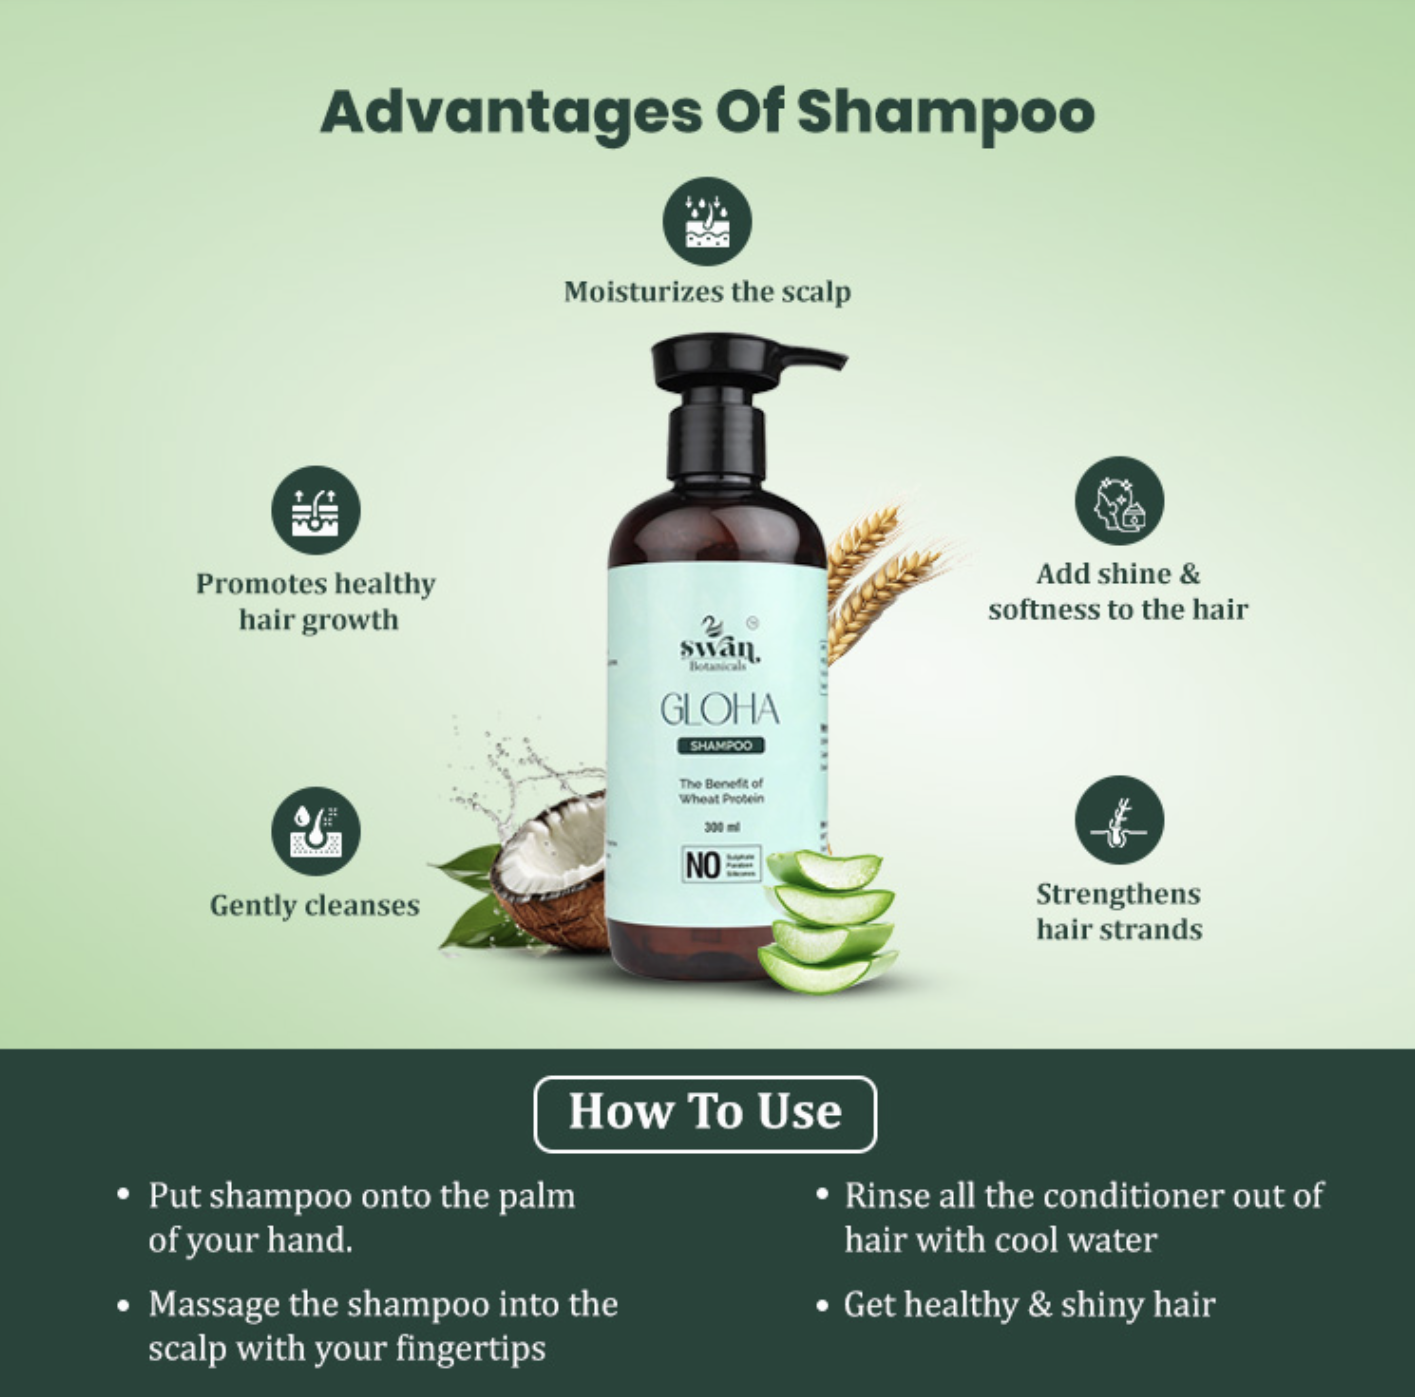 Advantages Of Shampoo
Moisturizes the scalp
Promotes healthy
hair growth
Add shine &
softness to the hair
Gently cleanses
Strengthens
hair strands
swan
Botanicals
GLOHA
SHAMPOO
The Benefit of
Wheat Protein
300 ml
NO
Sulphate
Paraben
Silicones
How To Use
• Put shampoo onto the palm
of your hand.
• Massage the shampoo into the
scalp with your fingertips
• Rinse all the conditioner out of
hair with cool water
• Get healthy & shiny hair